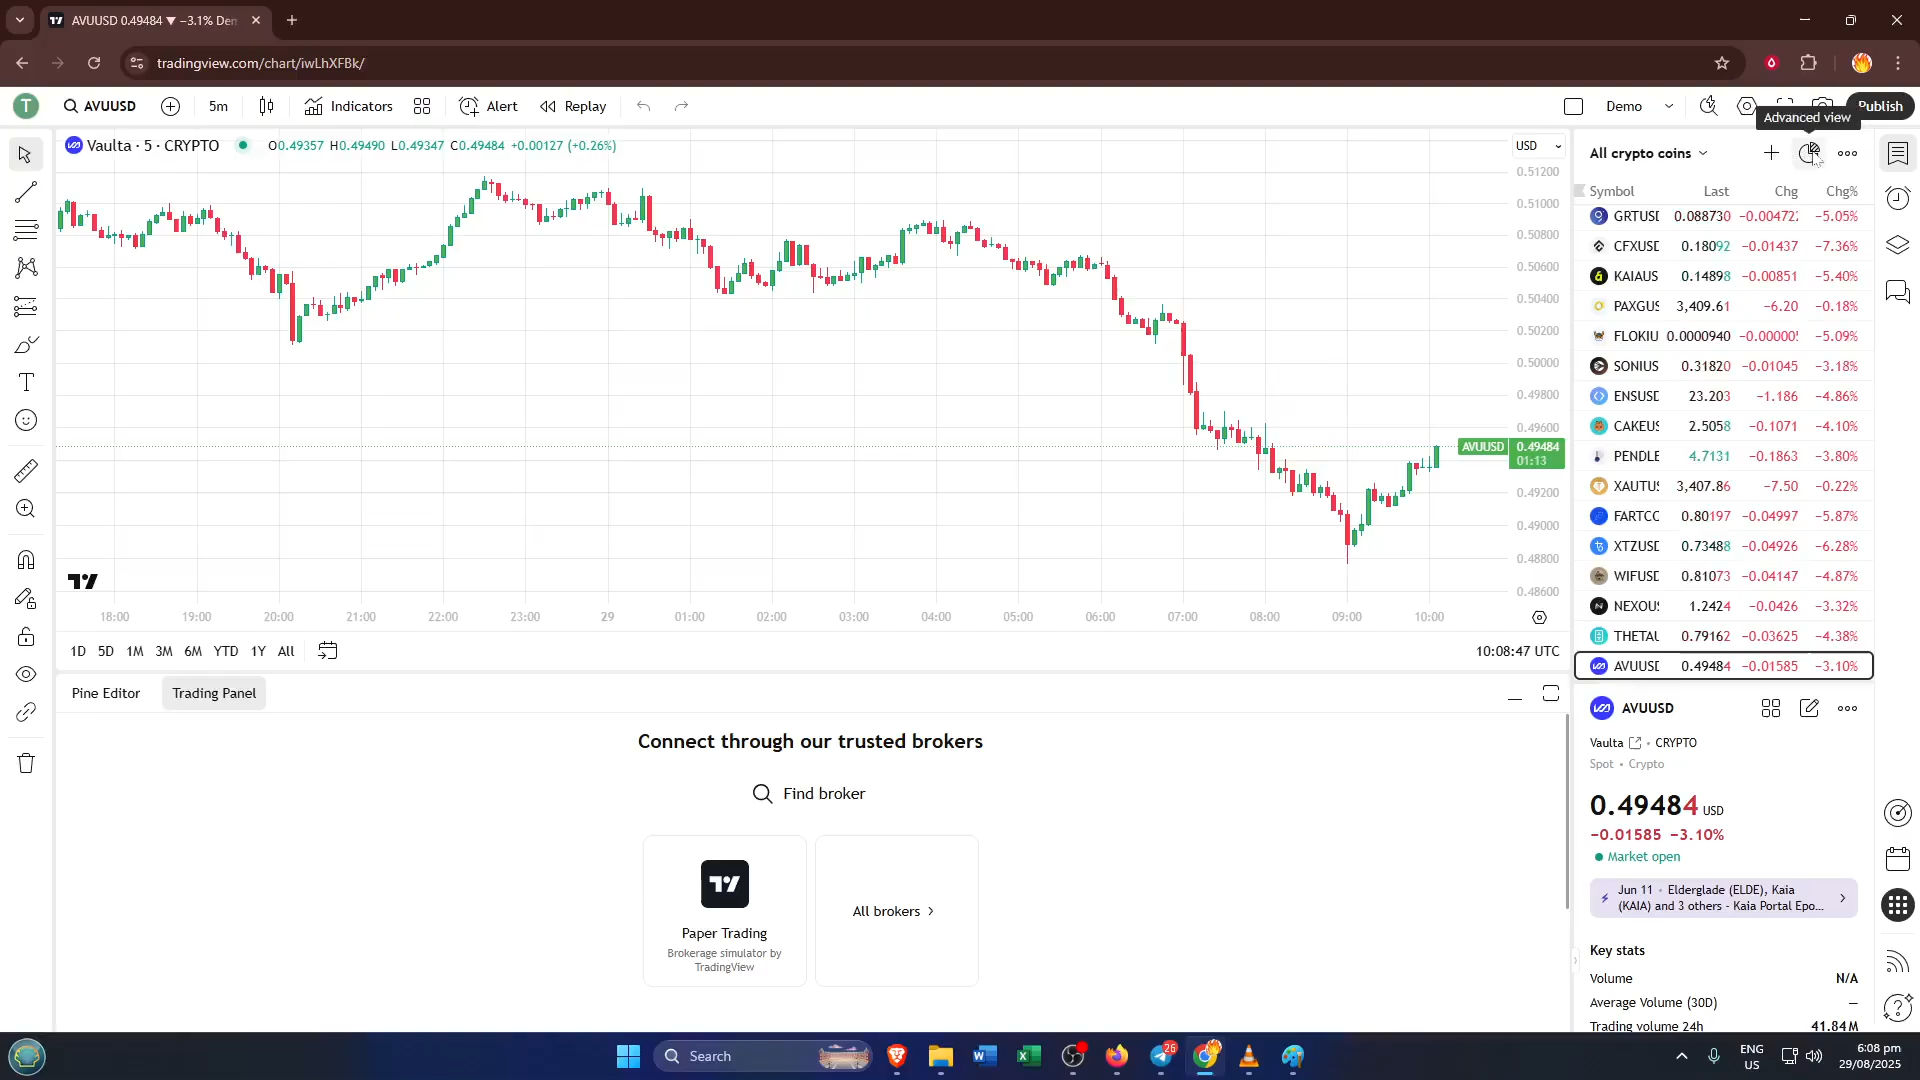 AVUUSD 0.49484 ▼ −3.1% Den
tradingview.com/chart/iwLhXFBk/
T
AVUUSD
5m
Indicators
Alert
Replay
Demo
Publish
Advanced view
Vaulta · 5 · CRYPTO
O0.49357 H0.49490 L0.49347 C0.49484 +0.00127 (+0.26%)
USD
0.51200
0.51000
0.50800
0.50600
0.50400
0.50200
0.50000
0.49800
0.49600
AVUUSD 0.49484
01:13
0.49200
0.49000
0.48800
0.48600
18:00 19:00 20:00 21:00 22:00 23:00 29 01:00 02:00 03:00 04:00 05:00 06:00 07:00 08:00 09:00 10:00
1D 5D 1M 3M 6M YTD 1Y All
10:08:47 UTC
Pine Editor
Trading Panel
Connect through our trusted brokers
Find broker
Paper Trading
Brokerage simulator by
TradingView
All brokers
All crypto coins
Symbol Last Chg Chg%
GRTUSD 0.088730 −0.004722 −5.05%
CFXUSD 0.18092 −0.01437 −7.36%
KAIAUS 0.14898 −0.00851 −5.40%
PAXGUS 3,409.61 −6.20 −0.18%
FLOKIU 0.0000940 −0.000005 −5.09%
SONIUS 0.31820 −0.01045 −3.18%
ENSUSD 23.203 −1.186 −4.86%
CAKEUS 2.5058 −0.1071 −4.10%
PENDLE 4.7131 −0.1863 −3.80%
XAUTUS 3,407.86 −7.50 −0.22%
FARTCO 0.80197 −0.04997 −5.87%
XTZUSD 0.73488 −0.04926 −6.28%
WIFUSD 0.81073 −0.04147 −4.87%
NEXOUS 1.2424 −0.0426 −3.32%
THETAU 0.79162 −0.03625 −4.38%
AVUUSD 0.49484 −0.01585 −3.10%
AVUUSD
Vaulta • CRYPTO
Spot • Crypto
0.49484 USD
−0.01585 −3.10%
Market open
Jun 11 • Elderglade (ELDE), Kaia
(KAIA) and 3 others - Kaia Portal Epo...
Key stats
Volume N/A
Average Volume (30D) —
Trading volume 24h 41.84M
Search
26
ENG
US
6:08 pm
29/08/2025